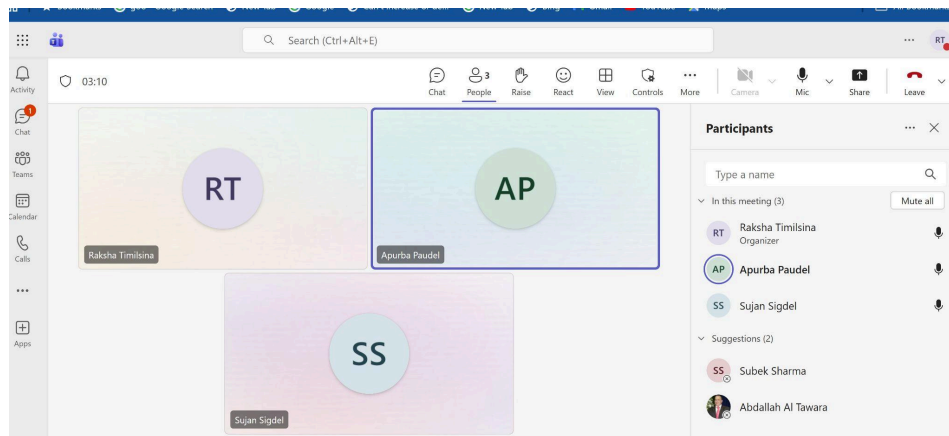 Search (Ctrl+Alt+E)
RT
Activity
Chat
1
Teams
Calendar
Calls
Apps
03:10
Chat
3
People
Raise
React
View
Controls
More
Camera
Mic
Share
Leave
RT
Raksha Timilsina
AP
Apurba Paudel
SS
Sujan Sigdel
Participants
Type a name
In this meeting (3)
Mute all
RT
Raksha Timilsina
Organizer
AP
Apurba Paudel
SS
Sujan Sigdel
Suggestions (2)
SS
Subek Sharma
Abdallah Al Tawara